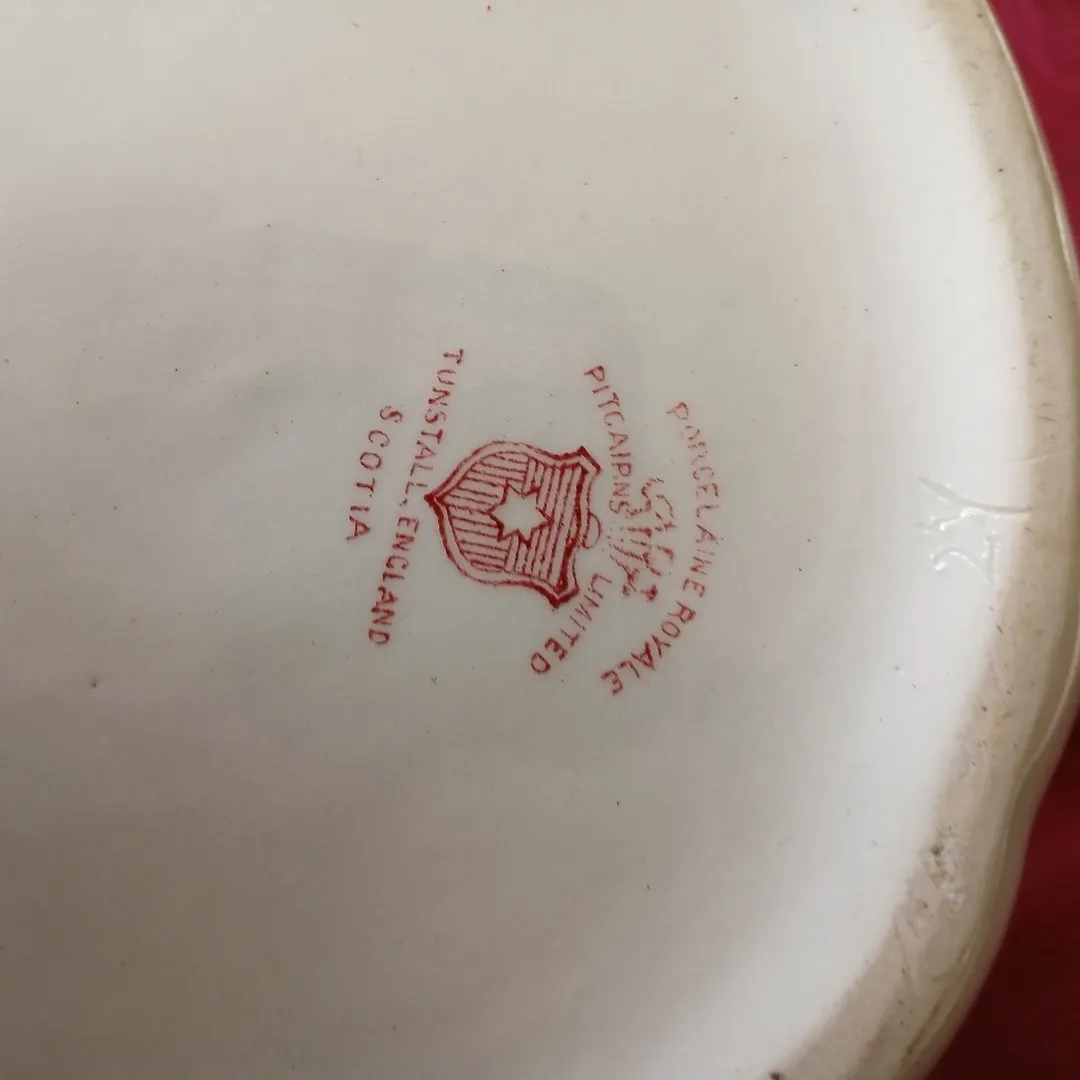 PORCELAINE ROYALE
PITCAIRNS LIMITED
TUNSTALL, ENGLAND
SCOTIA